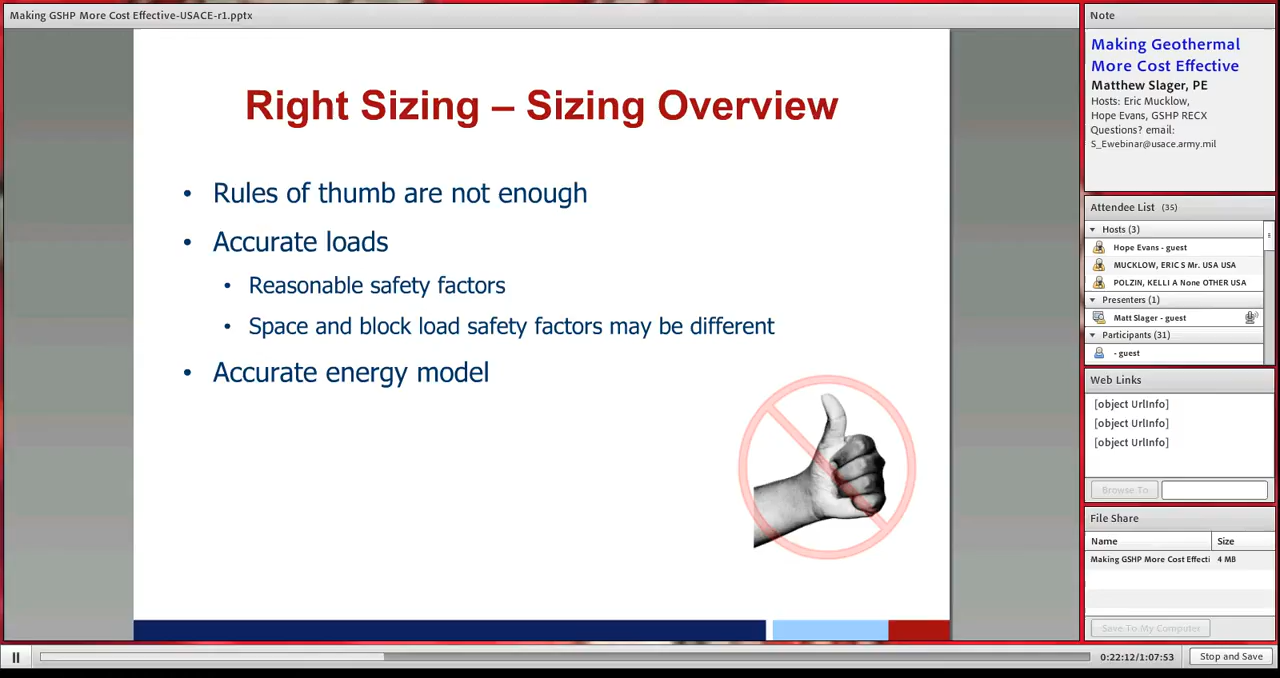 Making GSHP More Cost Effective-USACE-r1.pptx
Right Sizing – Sizing Overview
• Rules of thumb are not enough
• Accurate loads
• Reasonable safety factors
• Space and block load safety factors may be different
• Accurate energy model
Note
Making Geothermal
More Cost Effective
Matthew Slager, PE
Hosts: Eric Mucklow,
Hope Evans, GSHP RECX
Questions? email:
S_Ewebinar@usace.army.mil
Attendee List (35)
Hosts (3)
Hope Evans - guest
MUCKLOW, ERIC S Mr. USA USA
POLZIN, KELLI A None OTHER USA
Presenters (1)
Matt Slager - guest
Participants (31)
- guest
Web Links
[object UrlInfo]
[object UrlInfo]
[object UrlInfo]
Browse To
File Share
Name Size
Making GSHP More Cost Effecti 4 MB
Save To My Computer
0:22:12/1:07:53 Stop and Save